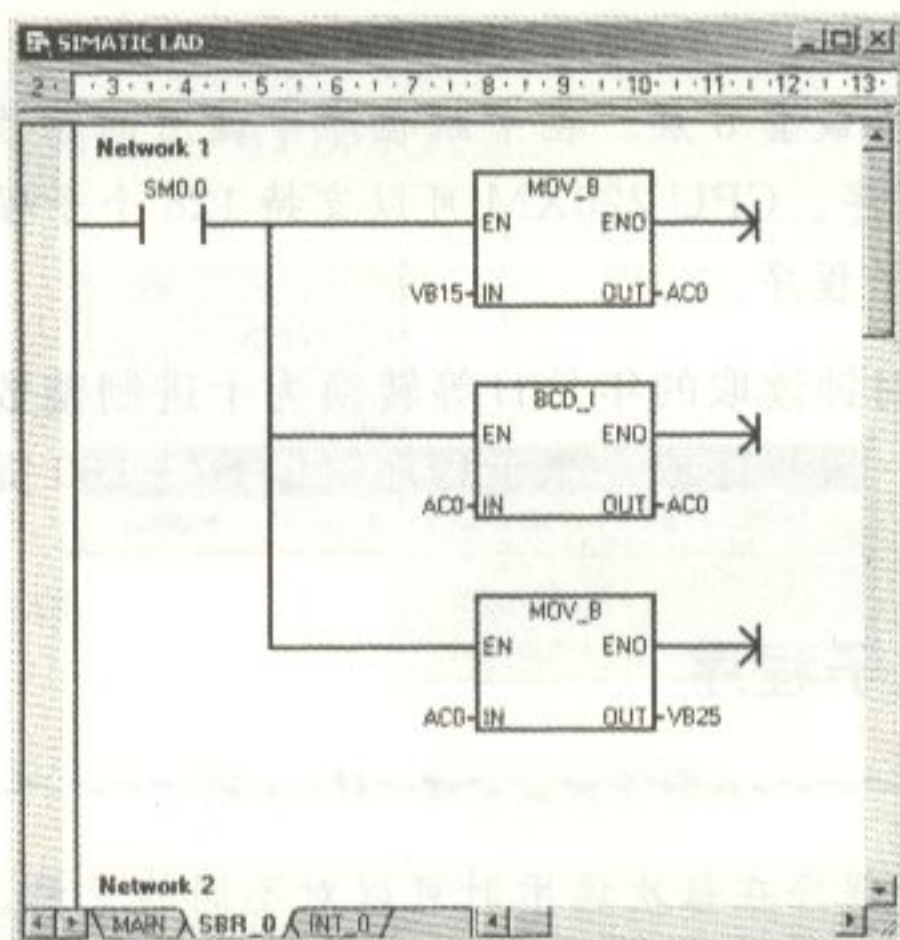 SIMATIC LAD
2 · 3 · 4 · 5 · 6 · 7 · 8 · 9 · 10 · 11 · 12 · 13 ·
Network 1
SM0.0
MOV_B
EN ENO
VB15 IN OUT AC0
BCD_I
EN ENO
AC0 IN OUT AC0
MOV_B
EN ENO
AC0 IN OUT VB25
Network 2
MAIN SBR_0 INT_0